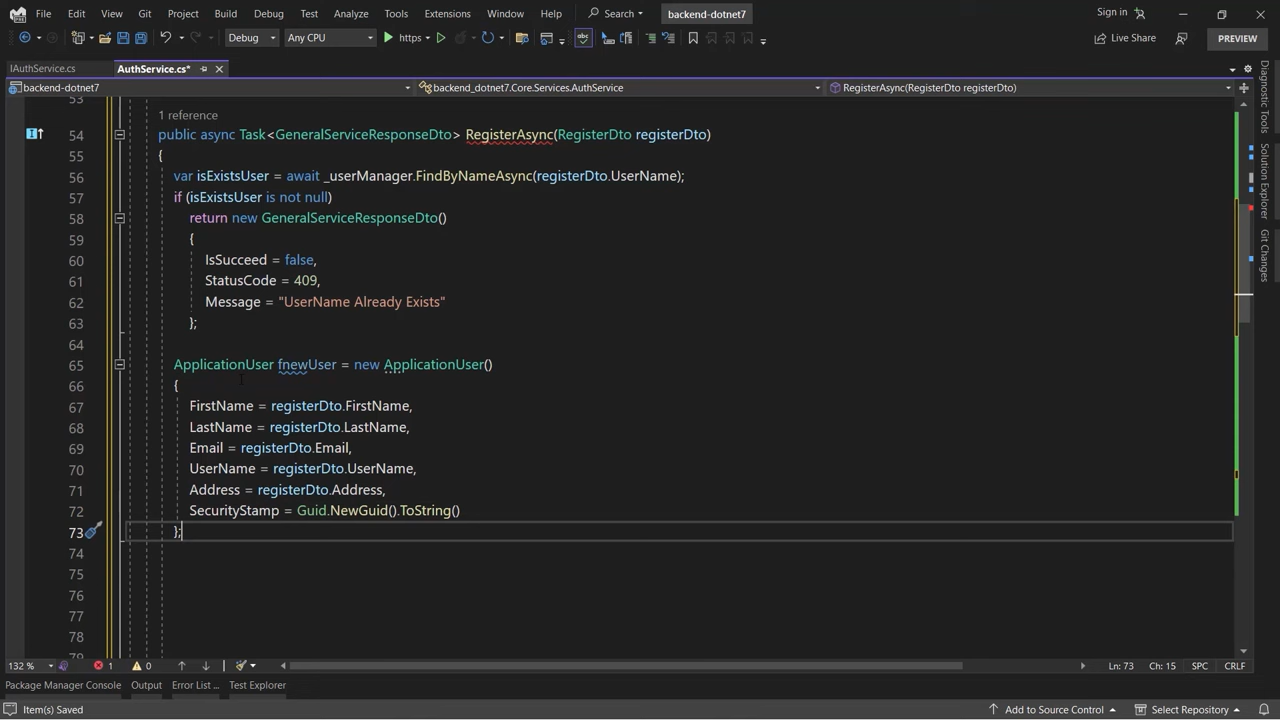 File Edit View Git Project Build Debug Test Analyze Tools Extensions Window Help Search backend-dotnet7 Sign in
Debug Any CPU https Live Share PREVIEW
IAuthService.cs AuthService.cs*
backend-dotnet7 backend_dotnet7.Core.Services.AuthService RegisterAsync(RegisterDto registerDto)
53
1 reference
54 public async Task<GeneralServiceResponseDto> RegisterAsync(RegisterDto registerDto)
55 {
56 var isExistsUser = await _userManager.FindByNameAsync(registerDto.UserName);
57 if (isExistsUser is not null)
58 return new GeneralServiceResponseDto()
59 {
60 IsSucceed = false,
61 StatusCode = 409,
62 Message = "UserName Already Exists"
63 };
64
65 ApplicationUser fnewUser = new ApplicationUser()
66 {
67 FirstName = registerDto.FirstName,
68 LastName = registerDto.LastName,
69 Email = registerDto.Email,
70 UserName = registerDto.UserName,
71 Address = registerDto.Address,
72 SecurityStamp = Guid.NewGuid().ToString()
73 };
74
75
76
77
78
Diagnostic Tools
Solution Explorer
Git Changes
132 % 1 0 Ln: 73 Ch: 15 SPC CRLF
Package Manager Console Output Error List ... Test Explorer
Item(s) Saved Add to Source Control Select Repository